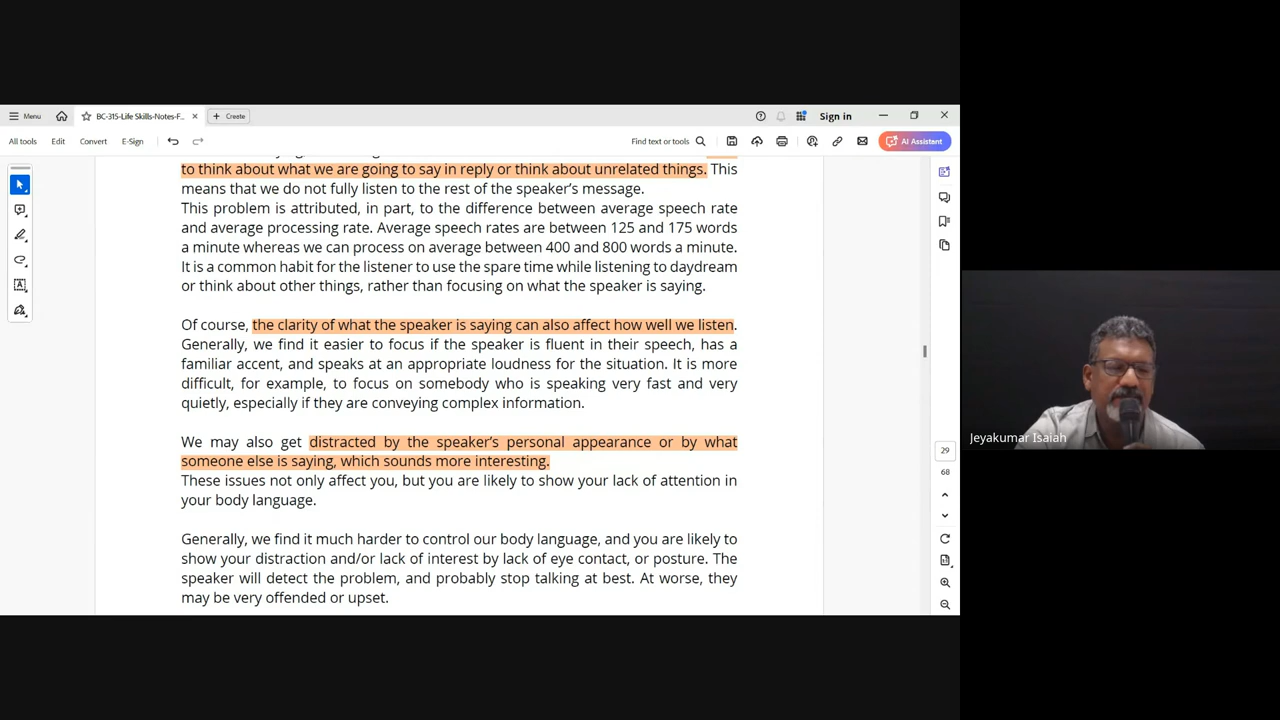 Menu
BC-315-Life Skills-Notes-F...
Create
Sign in
All tools
Edit
Convert
E-Sign
Find text or tools
AI Assistant
to think about what we are going to say in reply or think about unrelated things. This
means that we do not fully listen to the rest of the speaker's message.
This problem is attributed, in part, to the difference between average speech rate
and average processing rate. Average speech rates are between 125 and 175 words
a minute whereas we can process on average between 400 and 800 words a minute.
It is a common habit for the listener to use the spare time while listening to daydream
or think about other things, rather than focusing on what the speaker is saying.
Of course, the clarity of what the speaker is saying can also affect how well we listen.
Generally, we find it easier to focus if the speaker is fluent in their speech, has a
familiar accent, and speaks at an appropriate loudness for the situation. It is more
difficult, for example, to focus on somebody who is speaking very fast and very
quietly, especially if they are conveying complex information.
We may also get distracted by the speaker's personal appearance or by what
someone else is saying, which sounds more interesting.
These issues not only affect you, but you are likely to show your lack of attention in
your body language.
Generally, we find it much harder to control our body language, and you are likely to
show your distraction and/or lack of interest by lack of eye contact, or posture. The
speaker will detect the problem, and probably stop talking at best. At worse, they
may be very offended or upset.
29
68
Jeyakumar Isaiah